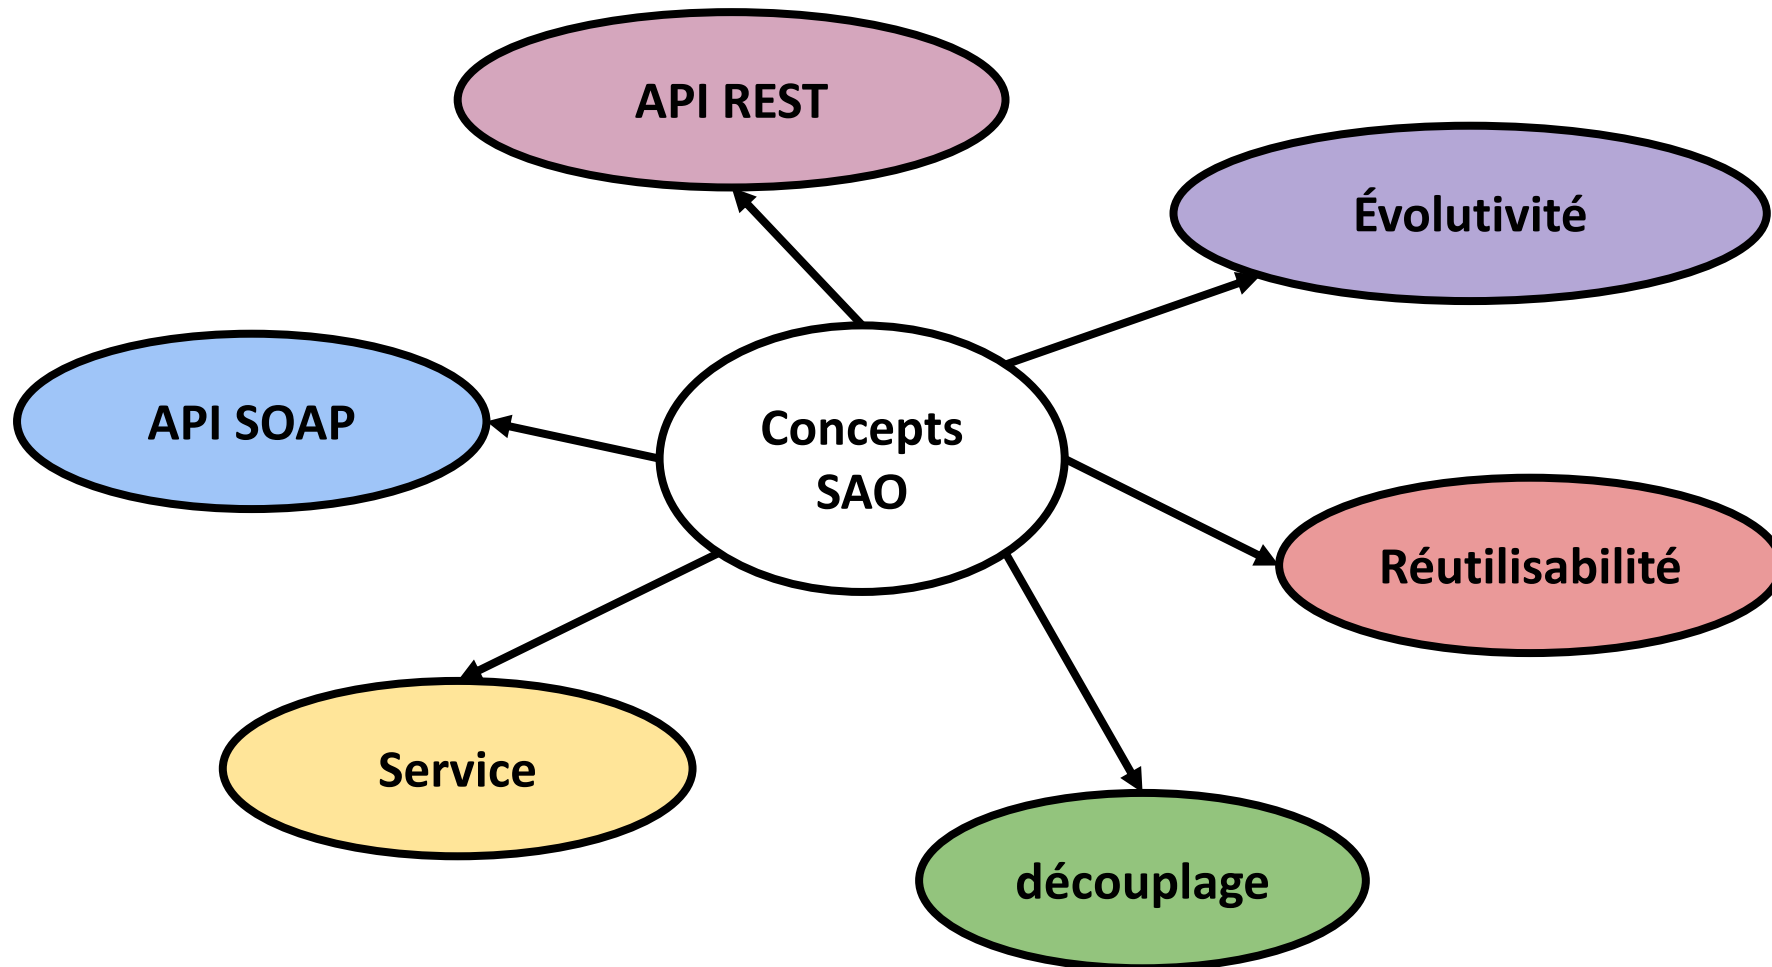 API REST
Évolutivité
API SOAP
Concepts
SAO
Réutilisabilité
Service
découplage